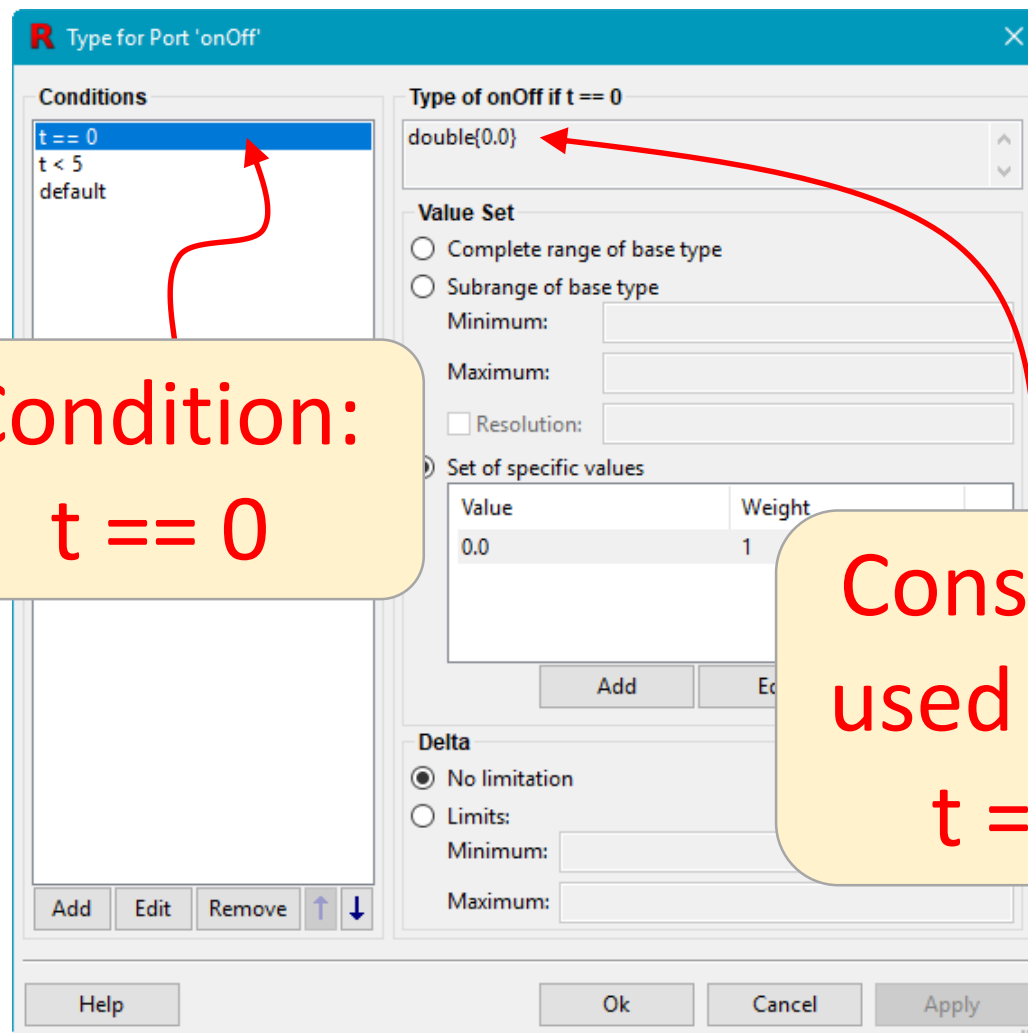 R Type for Port 'onOff'
Conditions
t == 0
t < 5
default
Add Edit Remove
Type of onOff if t == 0
double{0.0}
Value Set
Complete range of base type
Subrange of base type
Minimum:
Maximum:
Resolution:
Set of specific values
Value Weight
0.0 1
Add
Delta
No limitation
Limits:
Minimum:
Maximum:
Help Ok Cancel Apply
Condition:
t == 0
used
t =